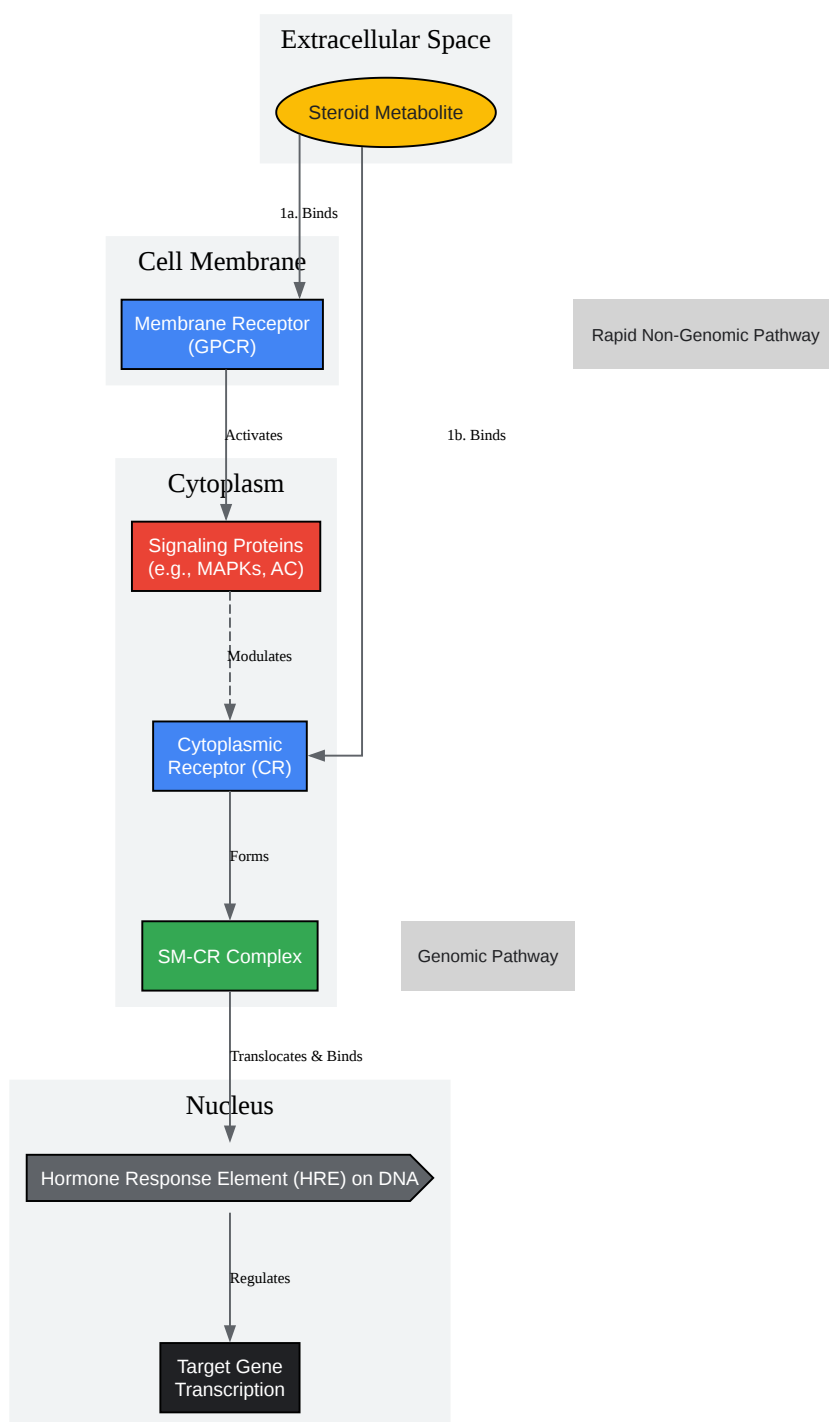 Extracellular Space
Steroid Metabolite
1a. Binds
Cell Membrane
Membrane Receptor
(GPCR)
Rapid Non-Genomic Pathway
Activates
1b. Binds
Cytoplasm
Signaling Proteins
(e.g., MAPKs, AC)
Modulates
Cytoplasmic
Receptor (CR)
Forms
SM-CR Complex
Genomic Pathway
Translocates & Binds
Nucleus
Hormone Response Element (HRE) on DNA
Regulates
Target Gene
Transcription